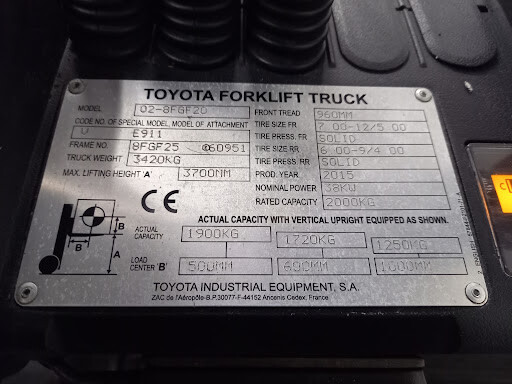 TOYOTA FORKLIFT TRUCK
MODEL 02-8FGF20
CODE NO. OF SPECIAL MODEL, MODEL OF ATTACHMENT
U E911
FRAME NO. 8FGF25 60951
TRUCK WEIGHT 3420KG
MAX. LIFTING HEIGHT 'A' 3700MM
FRONT TREAD 960MM
TIRE SIZE FR 7 00-12/5 00
TIRE PRESS. FR SOLID
TIRE SIZE RR 6 00-9/4 00
TIRE PRESS. RR SOLID
PROD. YEAR 2015
NOMINAL POWER 38KW
RATED CAPACITY 2000KG
CE
ACTUAL CAPACITY WITH VERTICAL UPRIGHT EQUIPPED AS SHOWN.
B
B
A
ACTUAL CAPACITY 1900KG 1720KG 1250KG
LOAD CENTER 'B' 500MM 600MM 1000MM
TOYOTA INDUSTRIAL EQUIPMENT, S.A.
ZAC de l'Aéropôle-B.P.30077-F-44152 Ancenis Cedex. France